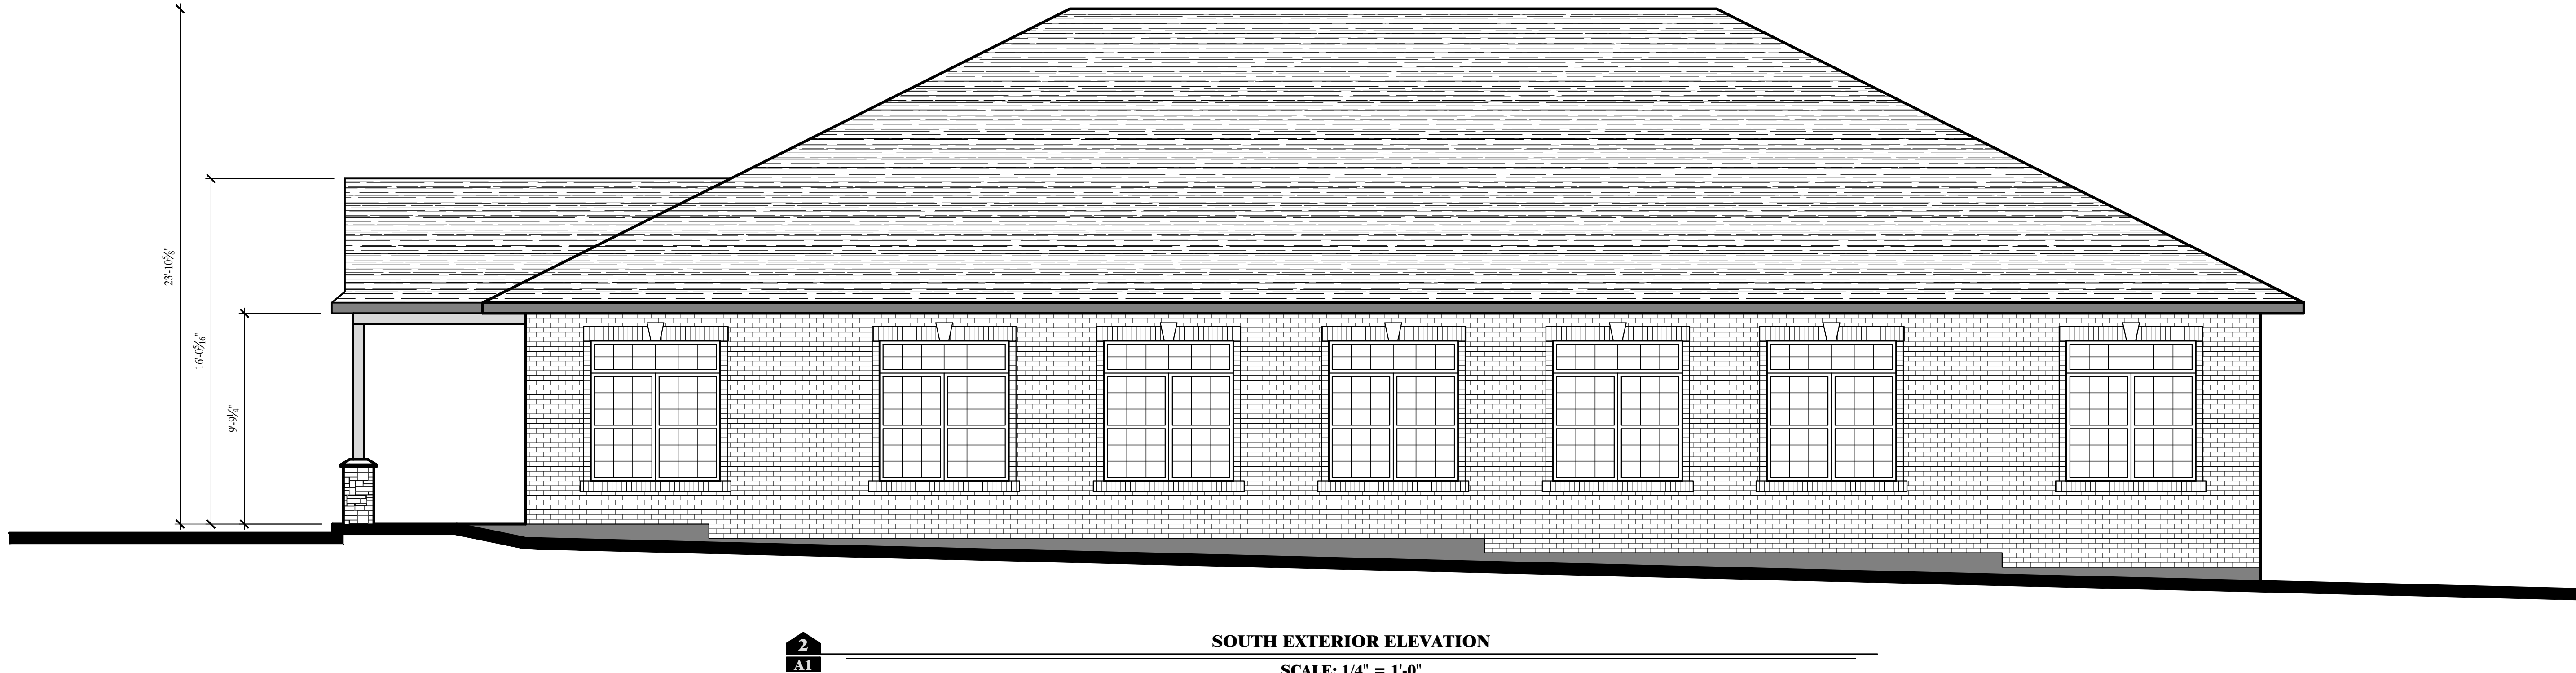 23'-10⅝"
16'-0⁵⁄₁₆"
9'-9¼"
2
A1
SOUTH EXTERIOR ELEVATION
SCALE: 1/4" = 1'-0"